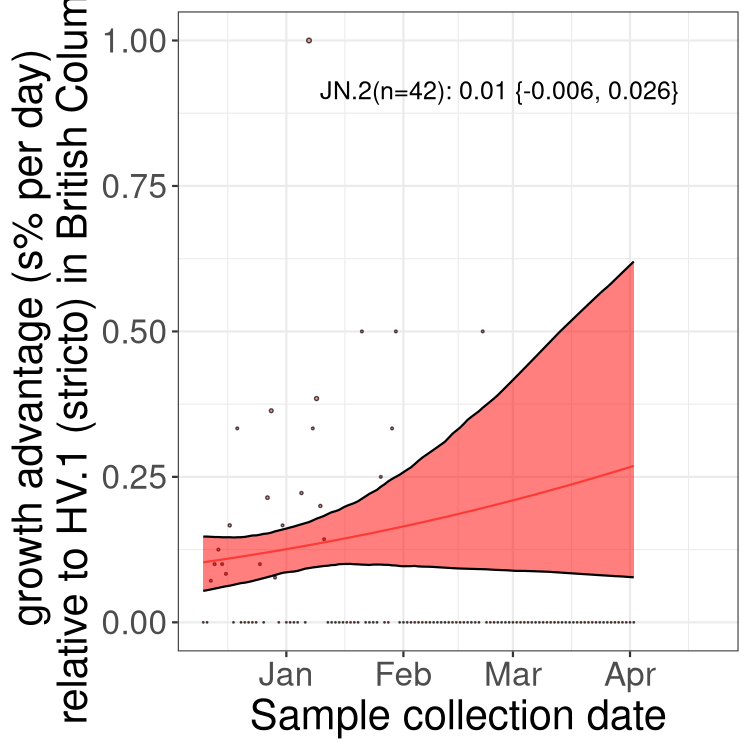 growth advantage (s% per day)
relative to HV.1 (stricto) in British Colum
1.00
0.75
0.50
0.25
0.00
JN.2(n=42): 0.01 {-0.006, 0.026}
Jan Feb Mar Apr
Sample collection date